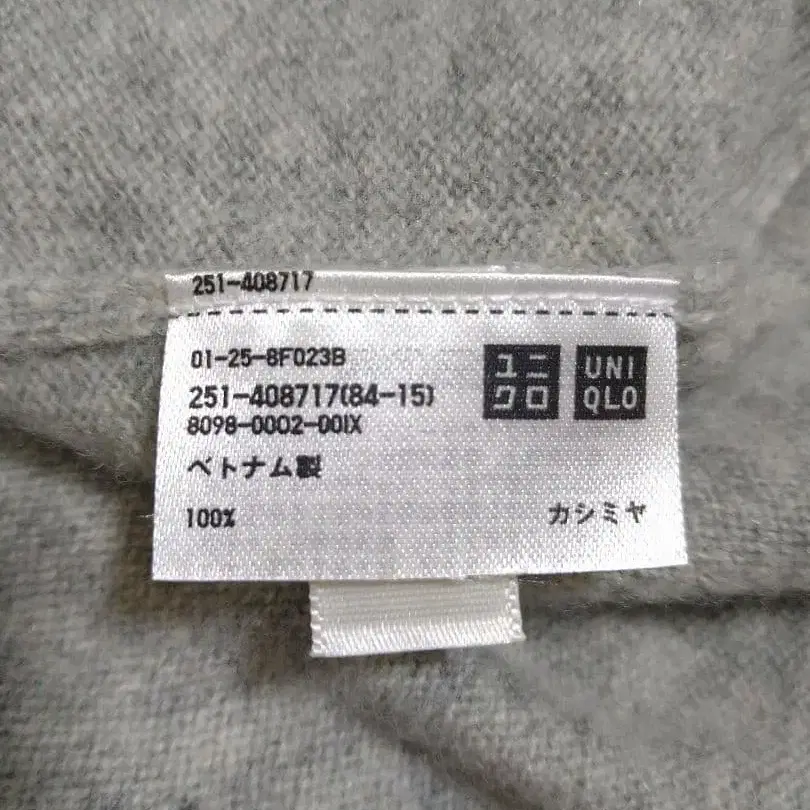 251-408717
01-25-8F023B
251-408717(84-15)
8098-0002-001X
ベトナム製
100% カシミヤ
ユニ
クロ
UNI
QLO